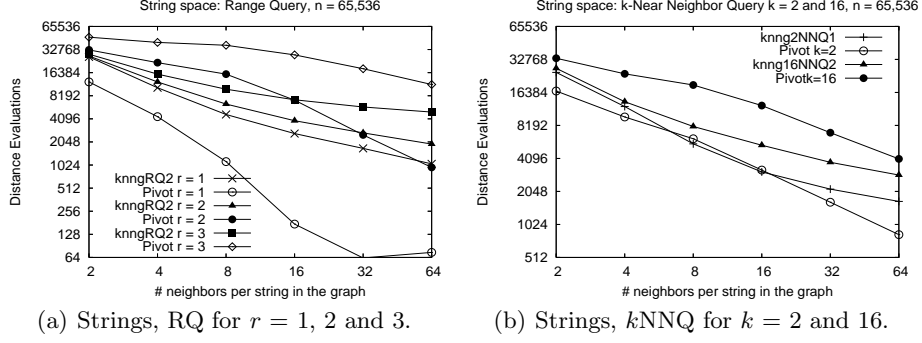 String space: Range Query, n = 65,536
65536
32768
16384
8192
4096
2048
1024
512
256
128
64
Distance Evaluations
knngRQ2 r = 1
Pivot r = 1
knngRQ2 r = 2
Pivot r = 2
knngRQ2 r = 3
Pivot r = 3
2 4 8 16 32 64
# neighbors per string in the graph
(a) Strings, RQ for r = 1, 2 and 3.
String space: k-Near Neighbor Query k = 2 and 16, n = 65,536
65536
32768
16384
8192
4096
2048
1024
512
Distance Evaluations
knng2NNQ1
Pivot k=2
knng16NNQ2
Pivotk=16
2 4 8 16 32 64
# neighbors per string in the graph
(b) Strings, kNNQ for k = 2 and 16.